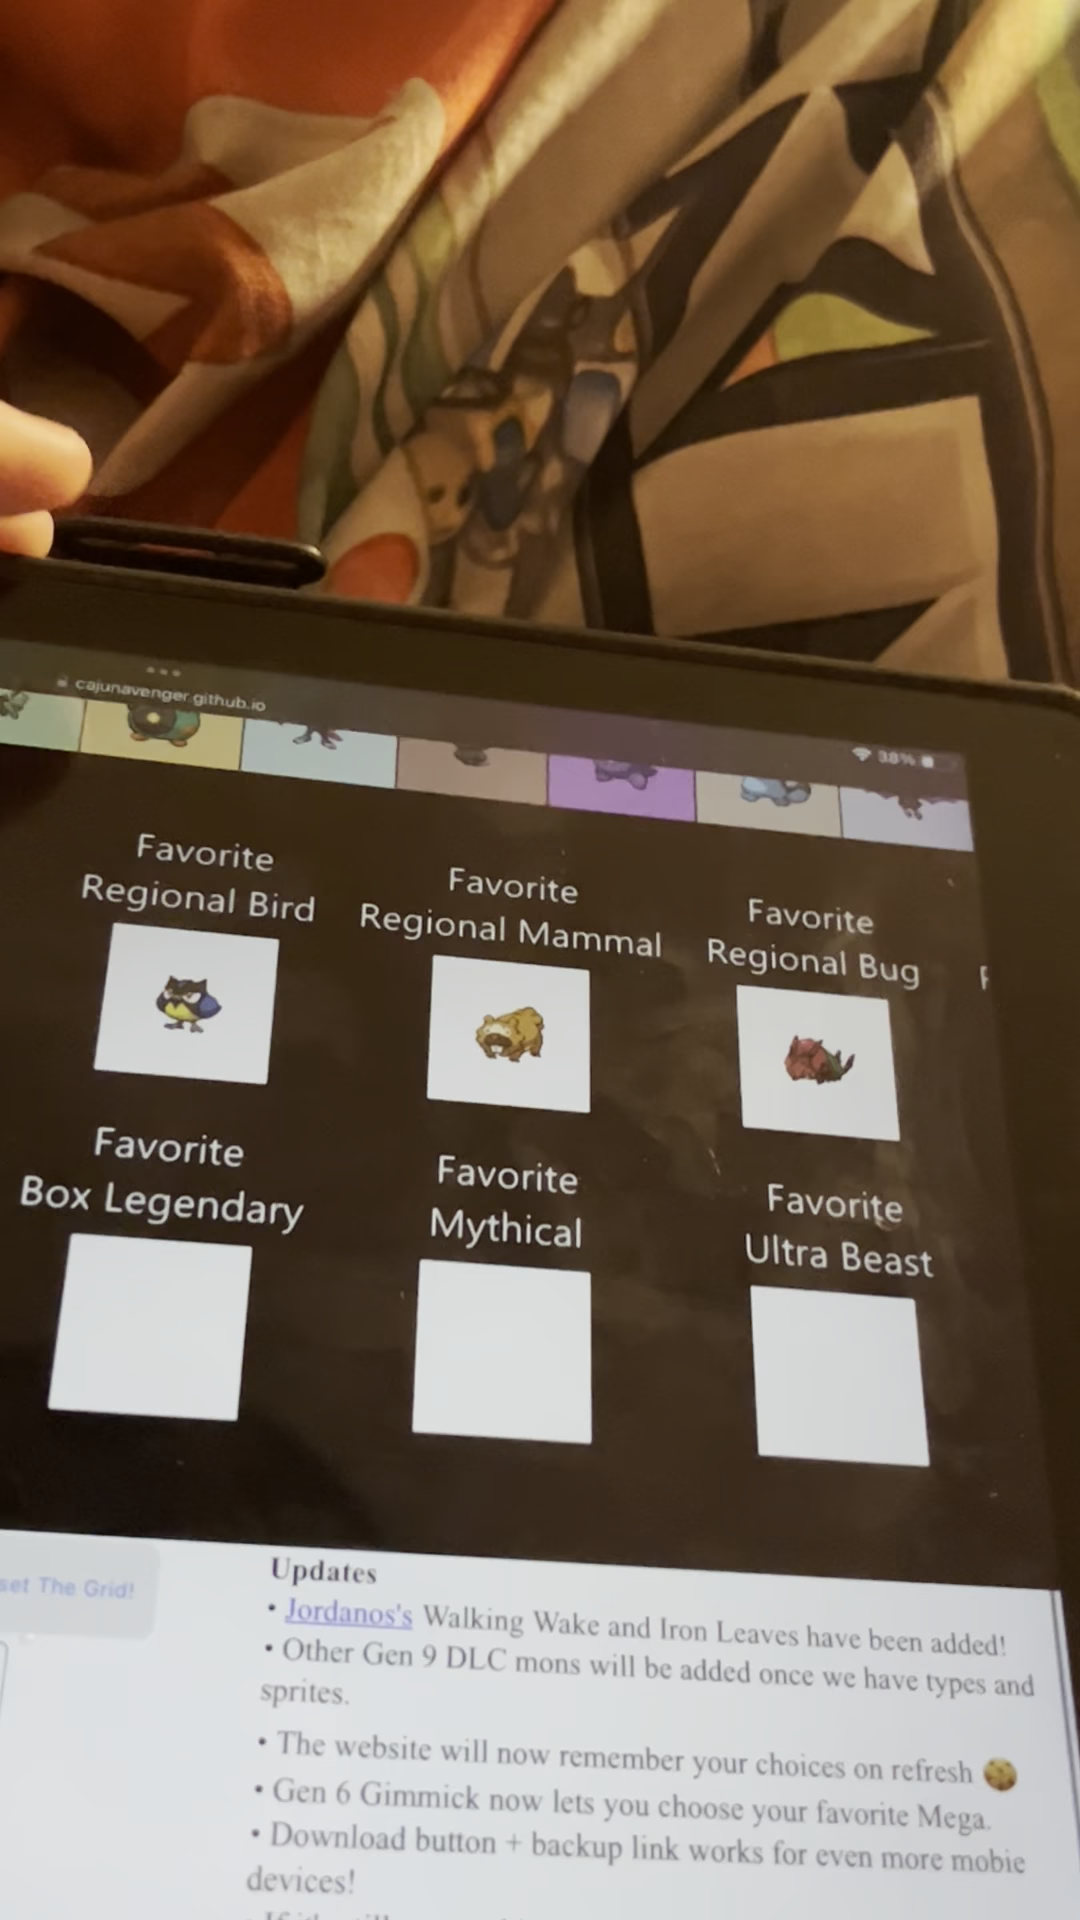 cajunavenger.github.io
38%
Favorite
Regional Bird
Favorite
Regional Mammal
Favorite
Regional Bug
F
Favorite
Box Legendary
Favorite
Mythical
Favorite
Ultra Beast
set The Grid!
Updates
• Jordanos's Walking Wake and Iron Leaves have been added!
• Other Gen 9 DLC mons will be added once we have types and
sprites.
• The website will now remember your choices on refresh
• Gen 6 Gimmick now lets you choose your favorite Mega.
• Download button + backup link works for even more mobie
devices!